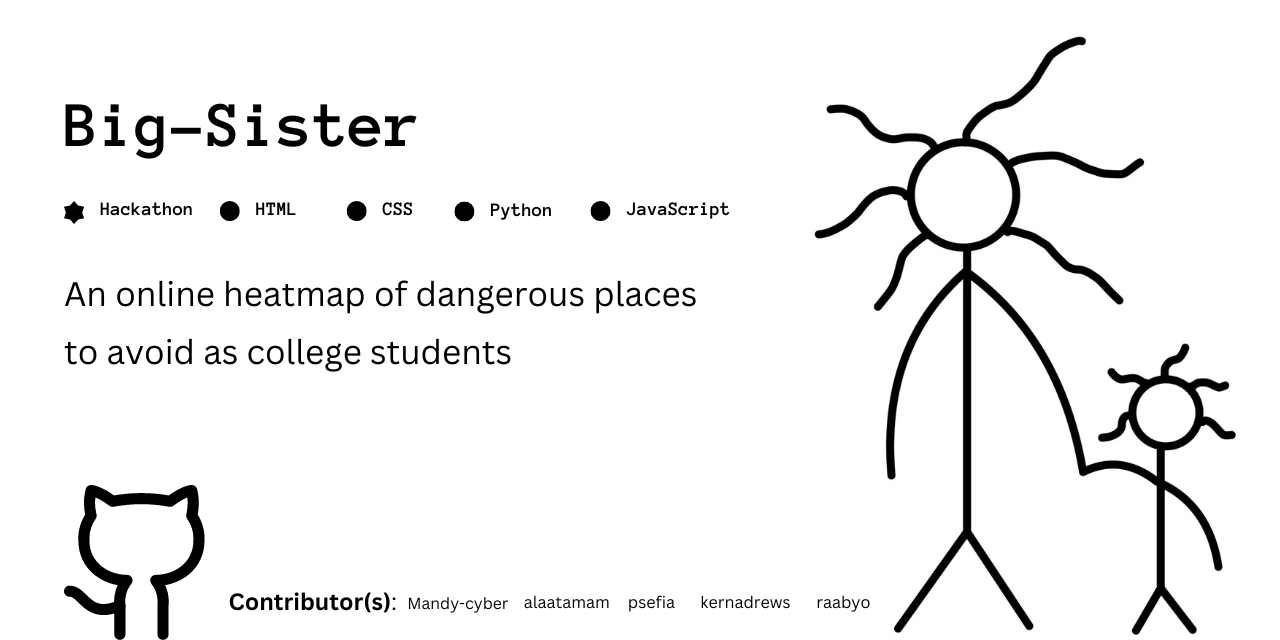 Big-Sister
Hackathon HTML CSS Python JavaScript
An online heatmap of dangerous places
to avoid as college students
Contributor(s): Mandy-cyber alaatamam psefia kernadrews raabyo